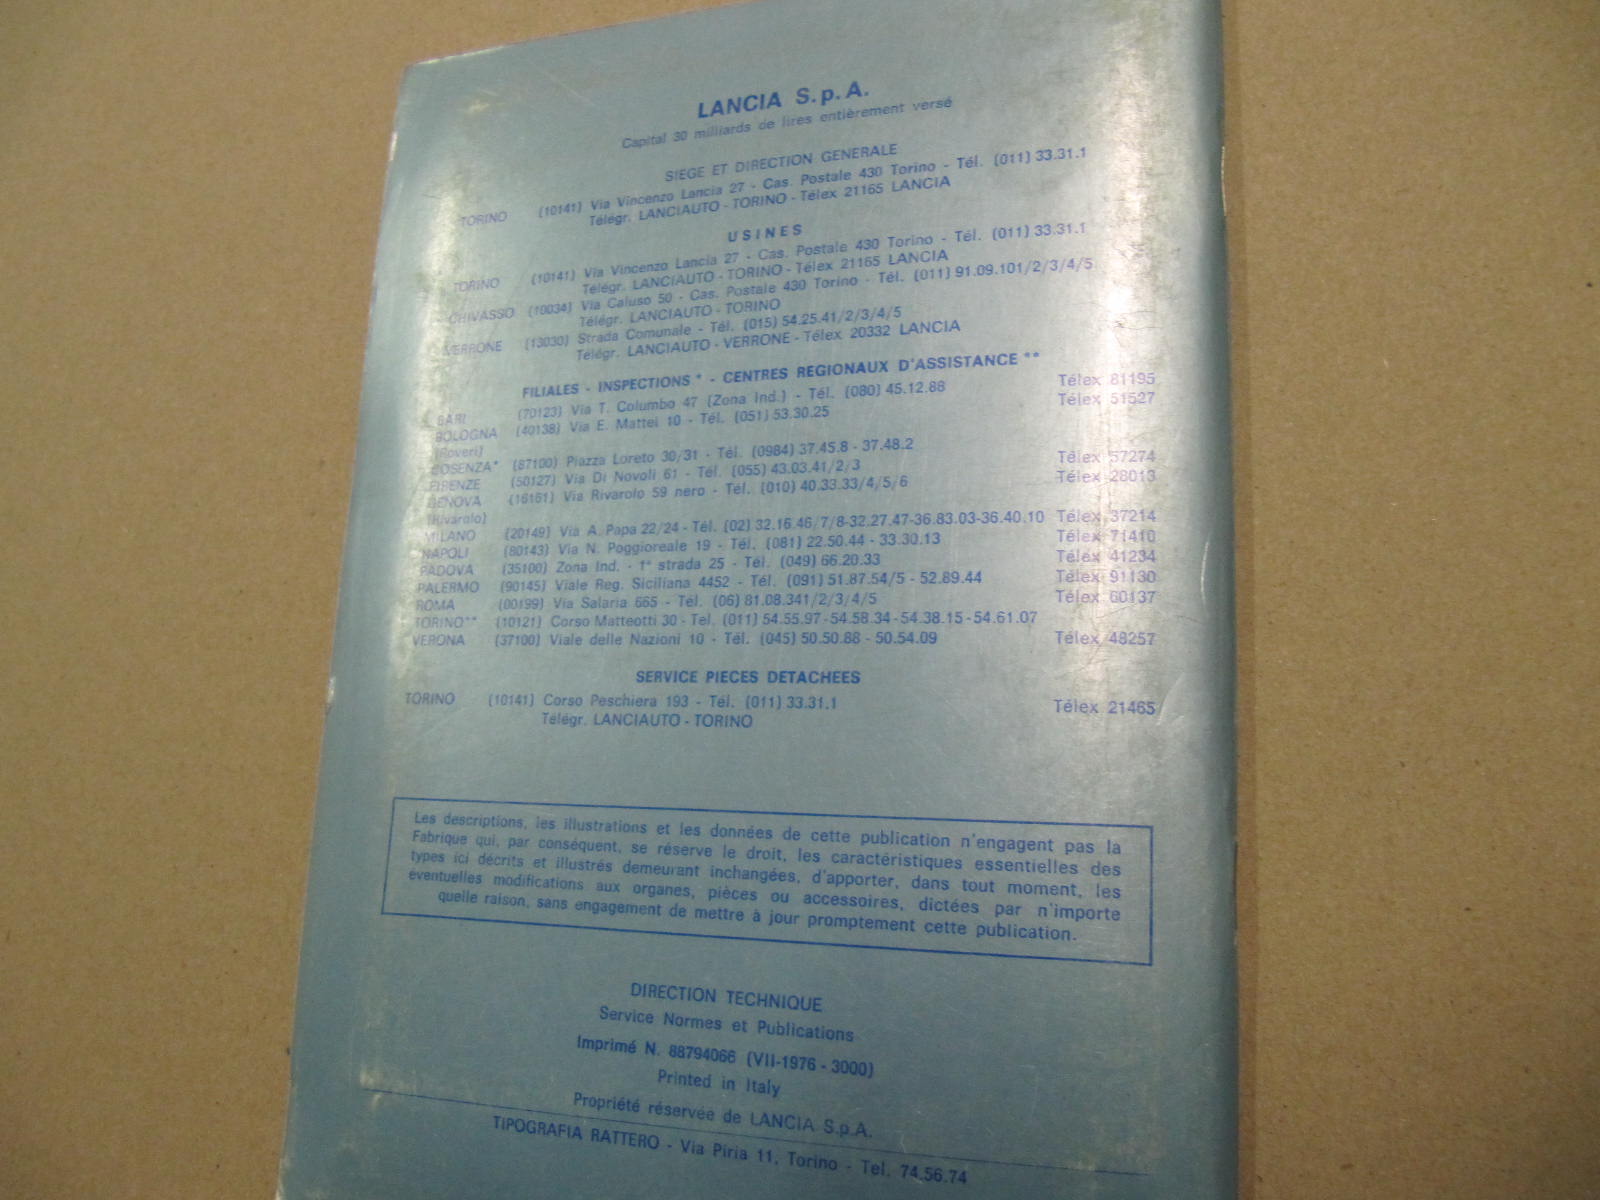 LANCIA S.p.A.
Capital 30 milliards de lires entièrement versé
SIEGE ET DIRECTION GENERALE
TORINO (10141) Via Vincenzo Lancia 27 - Cas. Postale 430 Torino - Tél. (011) 33.31.1
Télégr. LANCIAUTO - TORINO - Télex 21165 LANCIA
USINES
TORINO (10141) Via Vincenzo Lancia 27 - Cas. Postale 430 Torino - Tél. (011) 33.31.1
Télégr. LANCIAUTO - TORINO - Télex 21165 LANCIA
CHIVASSO (10034) Via Caluso 50 - Cas. Postale 430 Torino - Tél. (011) 91.09.101/2/3/4/5
Télégr. LANCIAUTO - TORINO
VERRONE (13030) Strada Comunale - Tél. (015) 54.25.41/2/3/4/5
Télégr. LANCIAUTO - VERRONE - Télex 20332 LANCIA
FILIALES - INSPECTIONS * - CENTRES REGIONAUX D'ASSISTANCE **
BARI (70123) Via T. Columbo 47 (Zona Ind.) - Tél. (080) 45.12.88 Télex 81195
BOLOGNA (40138) Via E. Mattei 10 - Tél. (051) 53.30.25 Télex 51527
(Roveri)
COSENZA* (87100) Piazza Loreto 30/31 - Tél. (0984) 37.45.8 - 37.48.2
FIRENZE (50127) Via Di Novoli 61 - Tél. (055) 43.03.41/2/3 Télex 57274
GENOVA (16161) Via Rivarolo 59 nero - Tél. (010) 40.33.33/4/5/6 Télex 28013
(Rivarolo)
MILANO (20149) Via A. Papa 22/24 - Tél. (02) 32.16.46/7/8-32.27.47-36.83.03-36.40.10 Télex 37214
NAPOLI (80143) Via N. Poggioreale 19 - Tél. (081) 22.50.44 - 33.30.13 Télex 71410
PADOVA (35100) Zona Ind. - 1ª strada 25 - Tél. (049) 66.20.33 Télex 41234
PALERMO (90145) Viale Reg. Siciliana 4452 - Tél. (091) 51.87.54/5 - 52.89.44 Télex 91130
ROMA (00199) Via Salaria 665 - Tél. (06) 81.08.341/2/3/4/5 Télex 60137
TORINO** (10121) Corso Matteotti 30 - Tel. (011) 54.55.97 - 54.58.34 - 54.38.15 - 54.61.07
VERONA (37100) Viale delle Nazioni 10 - Tél. (045) 50.50.88 - 50.54.09 Télex 48257
SERVICE PIECES DETACHEES
TORINO (10141) Corso Peschiera 193 - Tél. (011) 33.31.1 Télex 21465
Télégr. LANCIAUTO - TORINO
Les descriptions, les illustrations et les données de cette publication n'engagent pas la
Fabrique qui, par conséquent, se réserve le droit, les caractéristiques essentielles des
types ici décrits et illustrés demeurant inchangées, d'apporter, dans tout moment, les
éventuelles modifications aux organes, pièces ou accessoires, dictées par n'importe
quelle raison, sans engagement de mettre à jour promptement cette publication.
DIRECTION TECHNIQUE
Service Normes et Publications
Imprimé N. 88794066 (VII-1976 - 3000)
Printed in Italy
Propriété réservée de LANCIA S.p.A.
TIPOGRAFIA RATTERO - Via Piria 11, Torino - Tel. 74.56.74